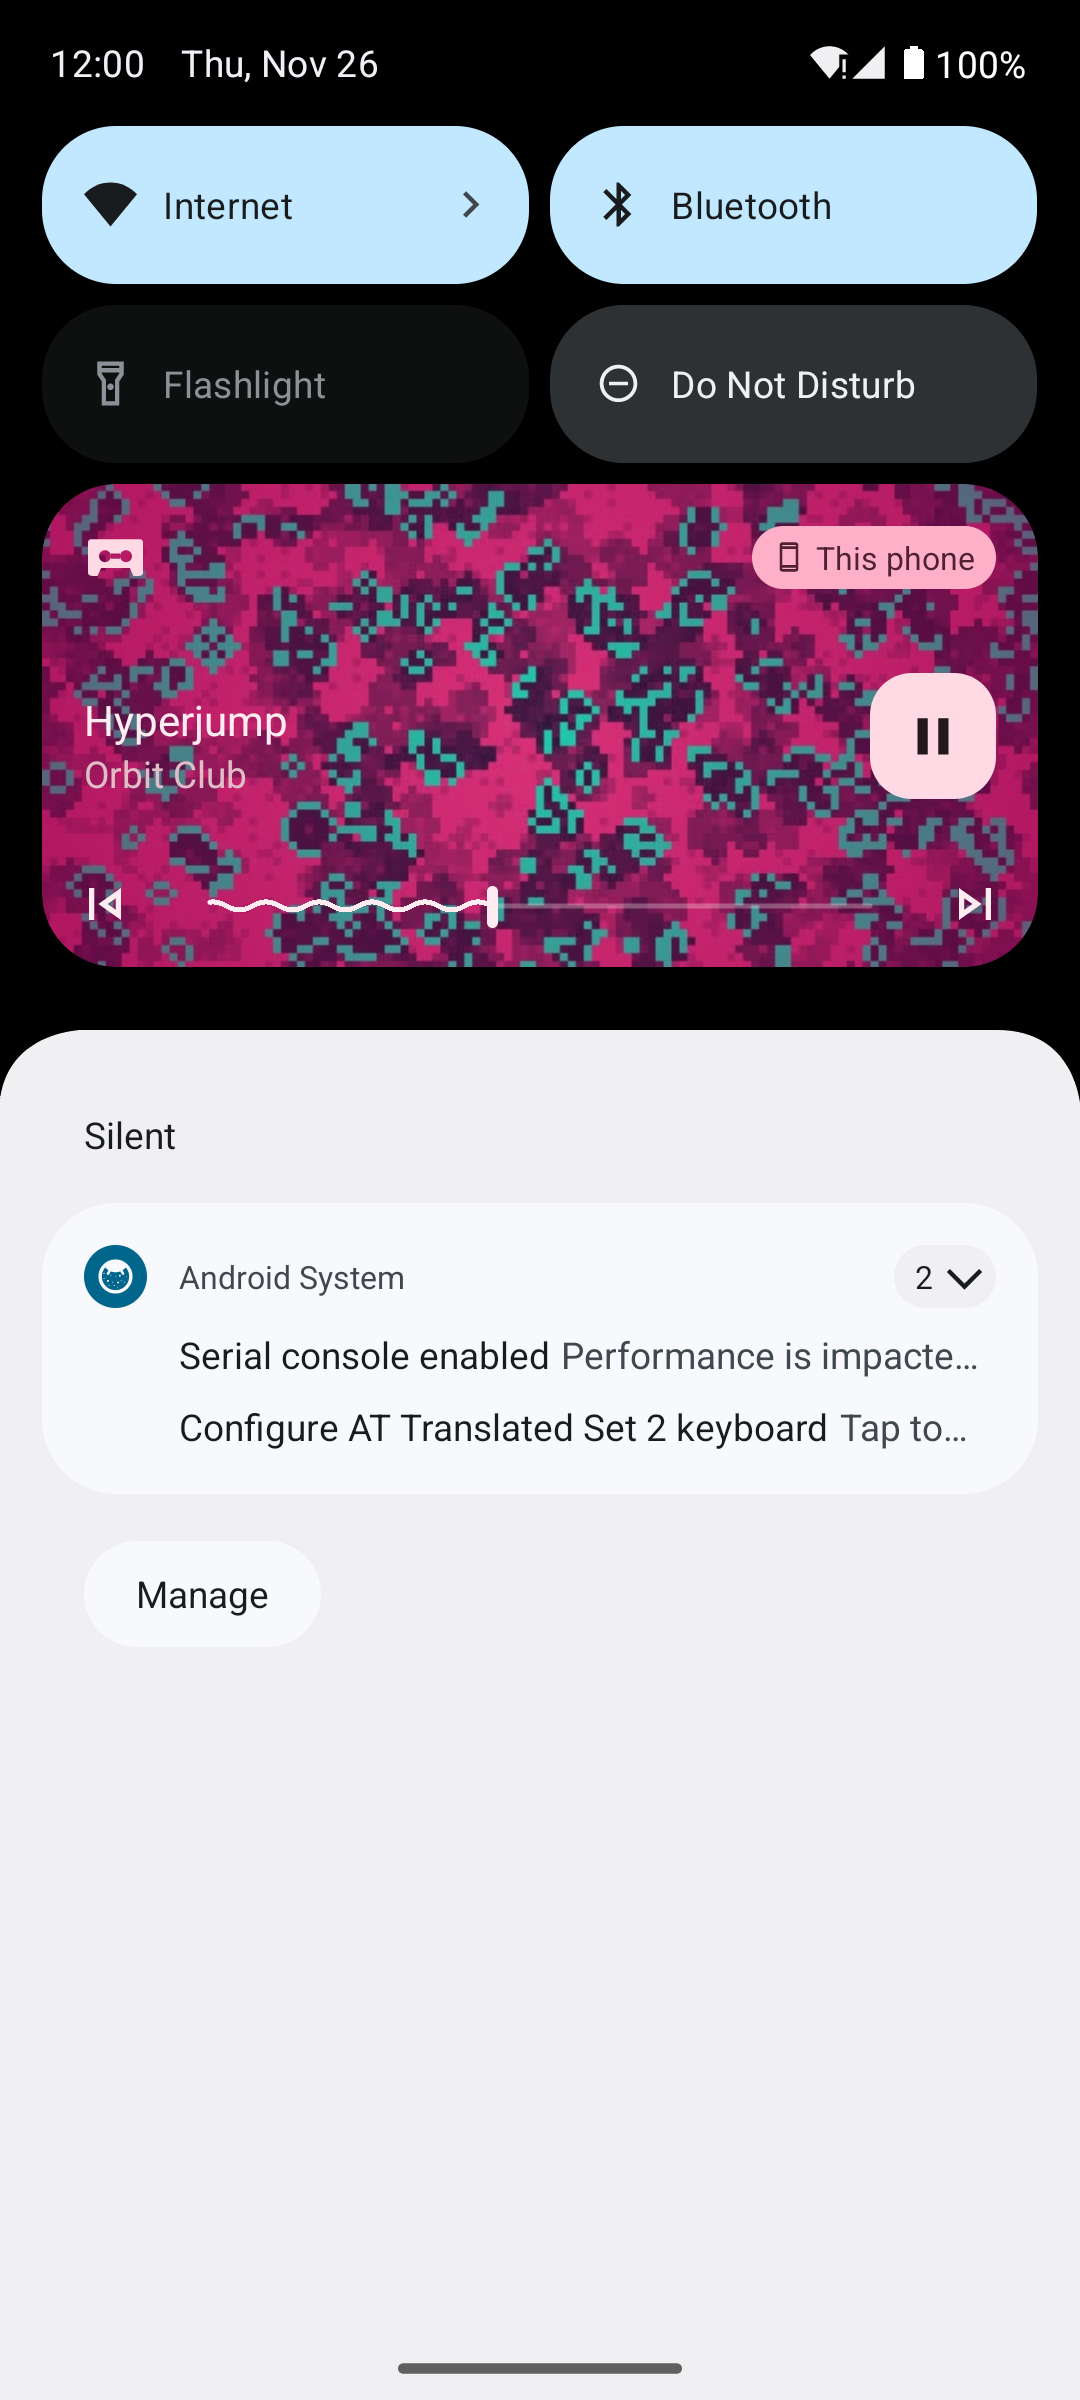 12:00 Thu, Nov 26 100%
Internet
Bluetooth
Flashlight
Do Not Disturb
This phone
Hyperjump
Orbit Club
Silent
Android System 2
Serial console enabled Performance is impacte…
Configure AT Translated Set 2 keyboard Tap to…
Manage